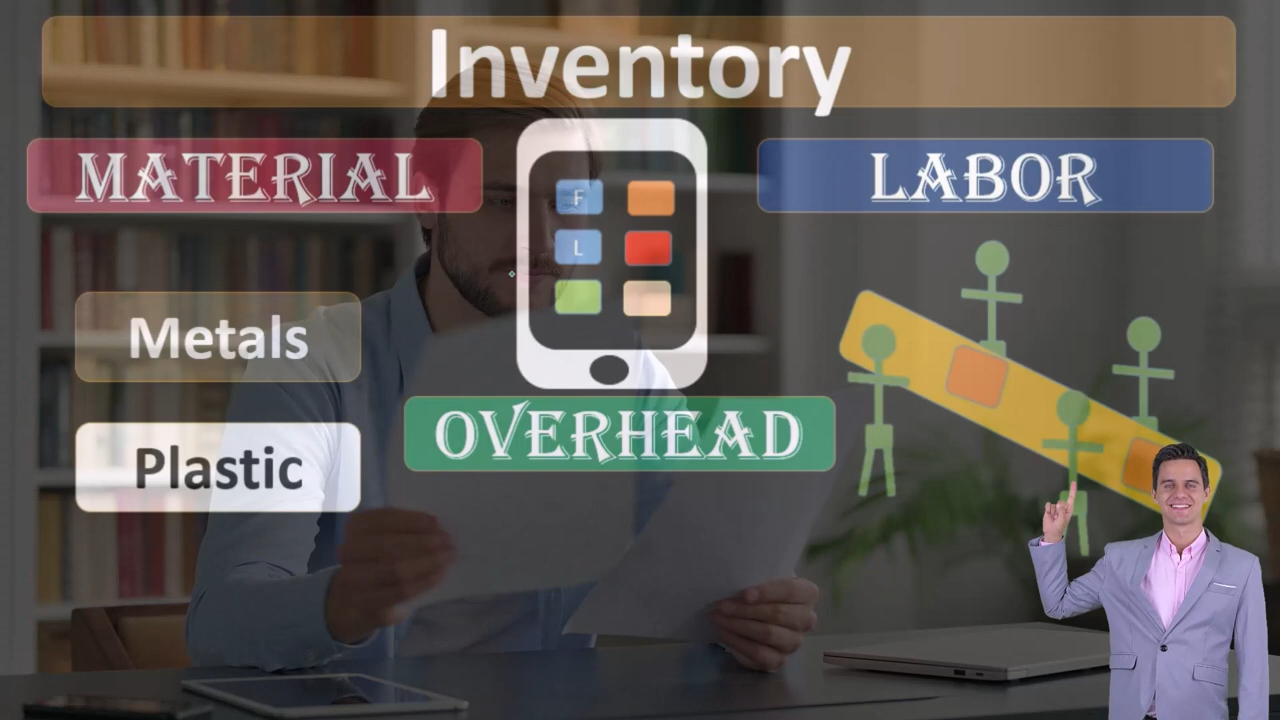 Inventory
MATERIAL
LABOR
F
L
Metals
OVERHEAD
Plastic